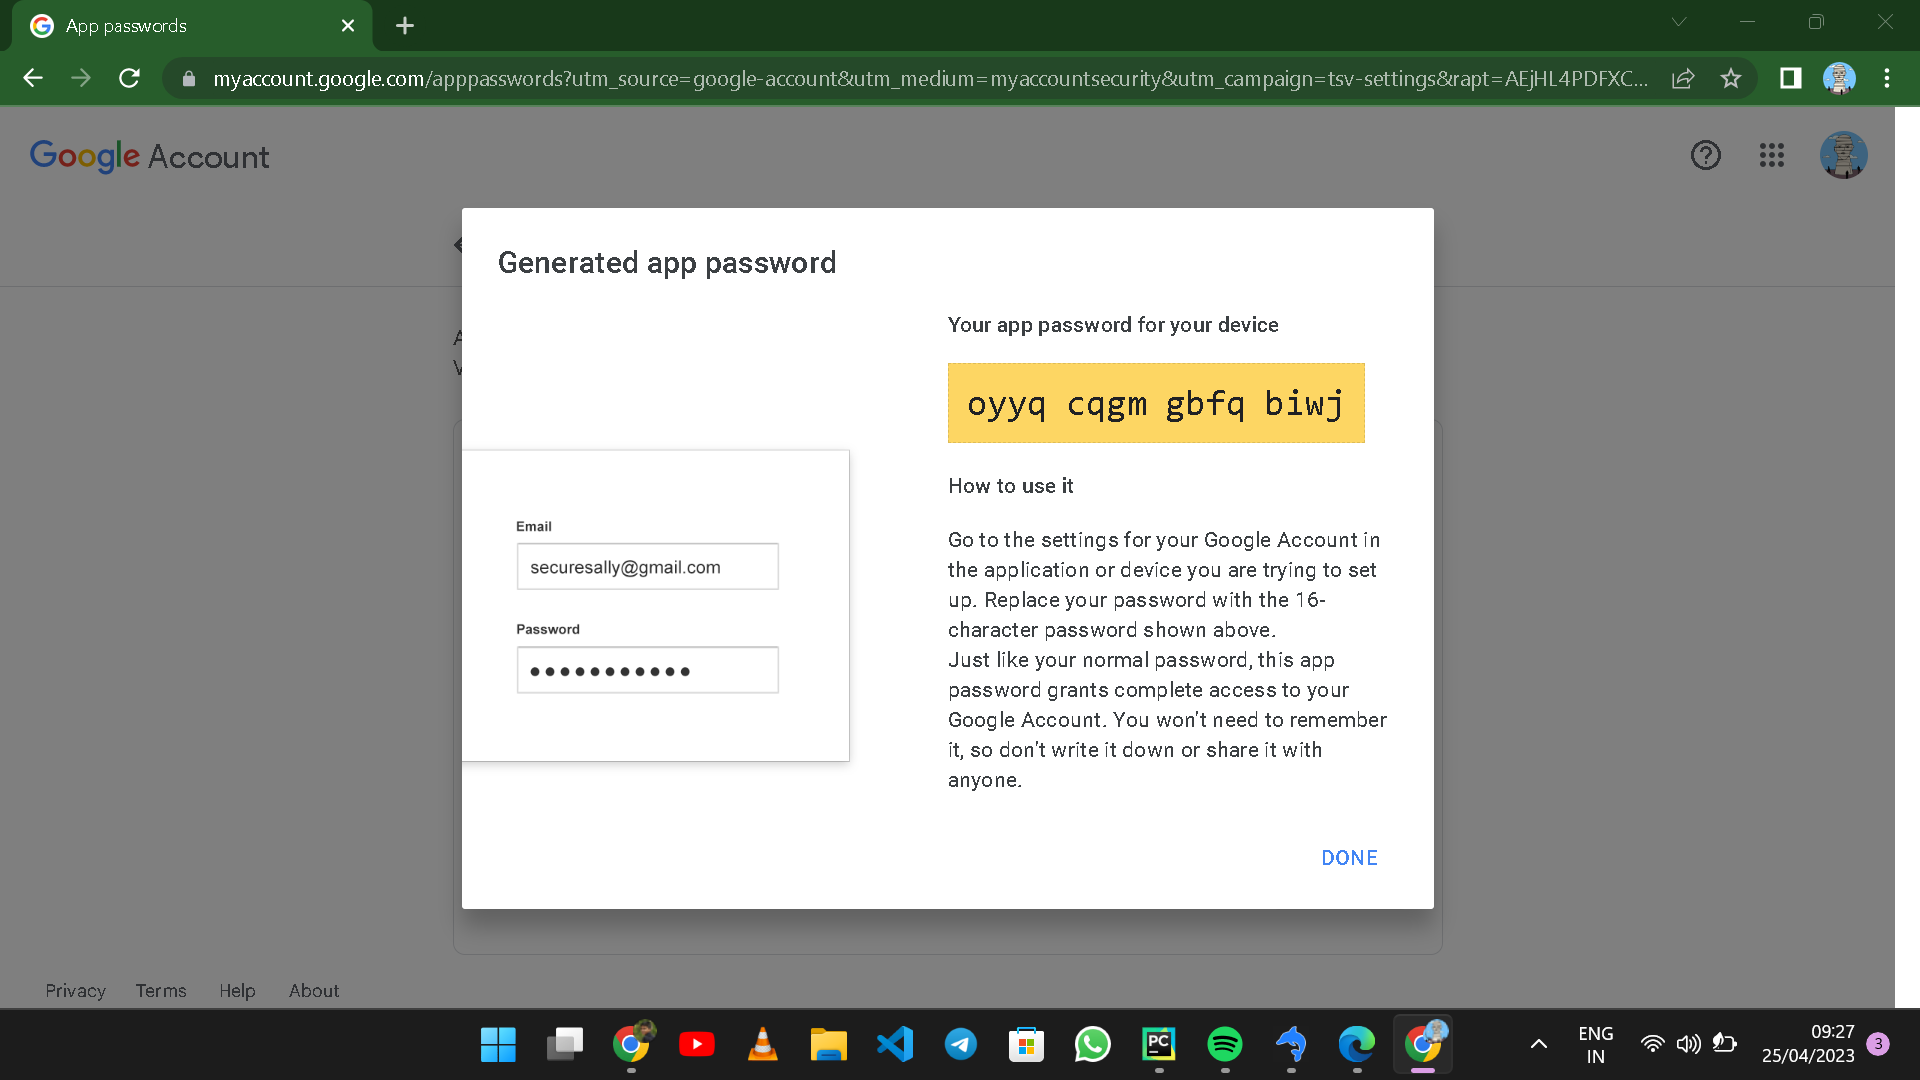 App passwords
myaccount.google.com/apppasswords?utm_source=google-account&utm_medium=myaccountsecurity&utm_campaign=tsv-settings&rapt=AEjHL4PDFXC...
Google Account
Generated app password
Your app password for your device
oyyq cqgm gbfq biwj
Email
securesally@gmail.com
Password
How to use it
Go to the settings for your Google Account in
the application or device you are trying to set
up. Replace your password with the 16-
character password shown above.
Just like your normal password, this app
password grants complete access to your
Google Account. You won't need to remember
it, so don't write it down or share it with
anyone.
DONE
Privacy Terms Help About
PC
ENG
IN
09:27
25/04/2023
3